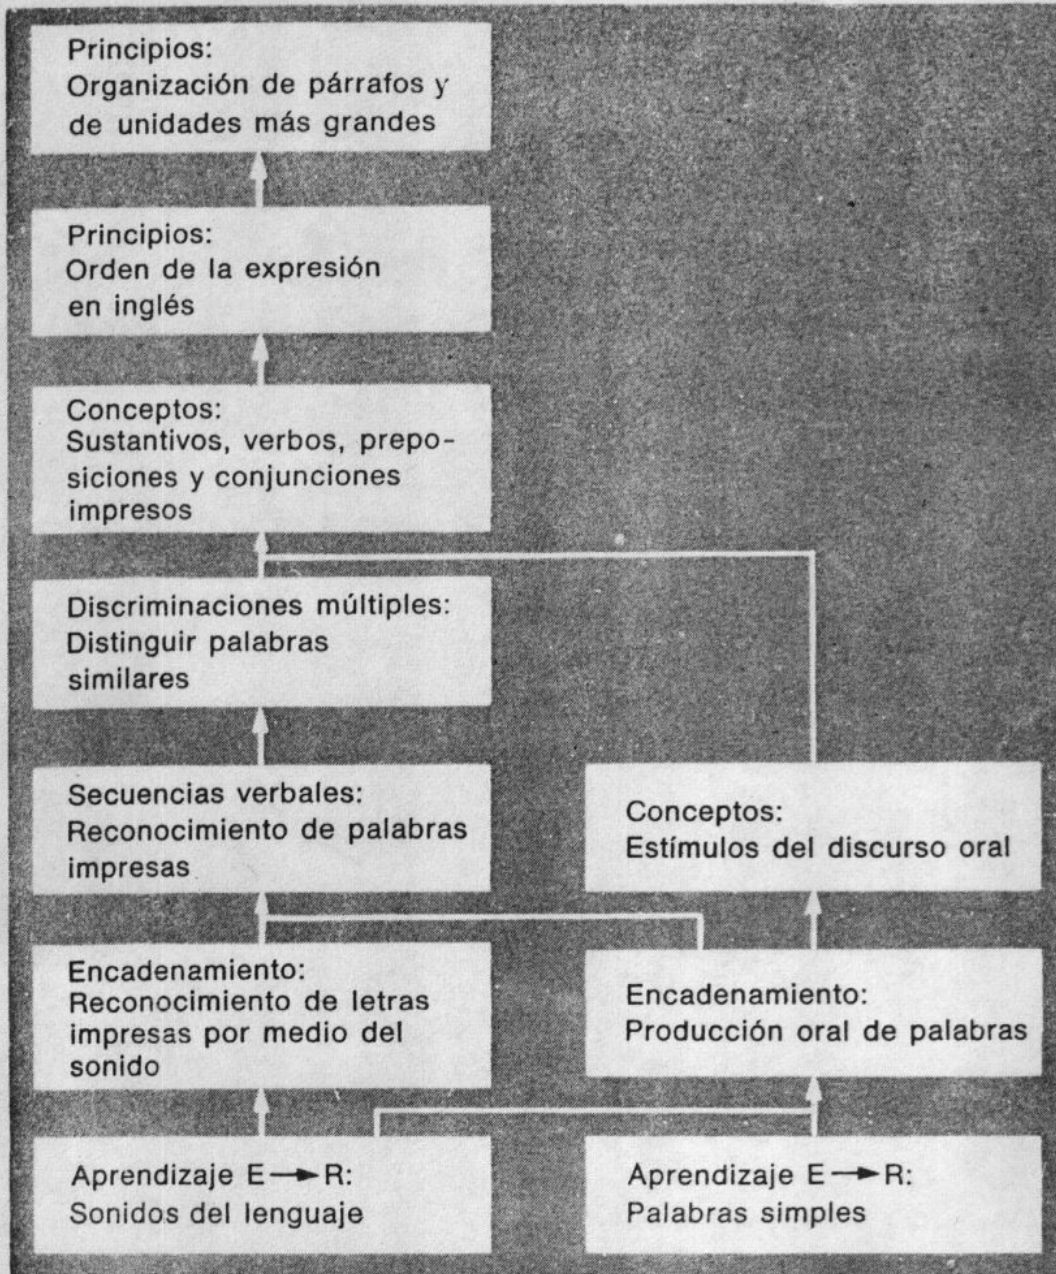 Principios:
Organización de párrafos y
de unidades más grandes
Principios:
Orden de la expresión
en inglés
Conceptos:
Sustantivos, verbos, prepo-
siciones y conjunciones
impresos
Discriminaciones múltiples:
Distinguir palabras
similares
Secuencias verbales:
Reconocimiento de palabras
impresas
Conceptos:
Estímulos del discurso oral
Encadenamiento:
Reconocimiento de letras
impresas por medio del
sonido
Encadenamiento:
Producción oral de palabras
Aprendizaje E→R:
Sonidos del lenguaje
Aprendizaje E→R:
Palabras simples